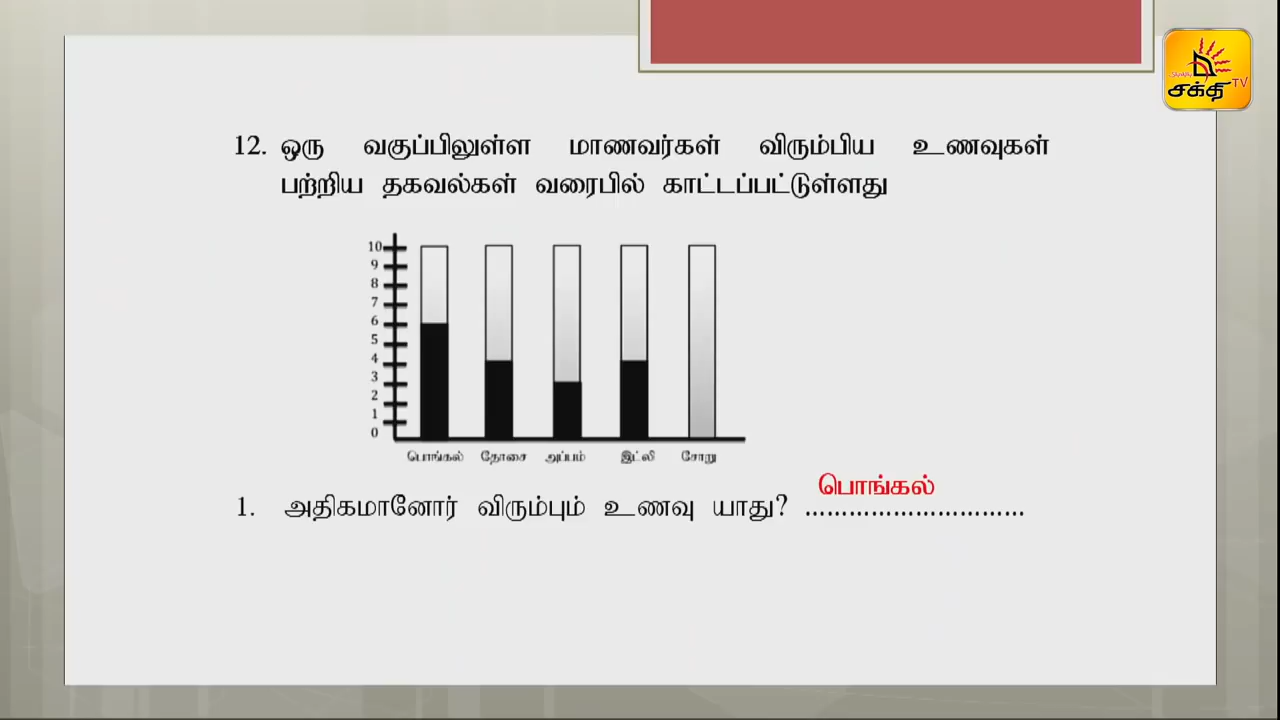 சக்தி TV
12. ஒரு வகுப்பிலுள்ள மாணவர்கள் விரும்பிய உணவுகள்
பற்றிய தகவல்கள் வரைபில் காட்டப்பட்டுள்ளது
10
9
8
7
6
5
4
3
2
1
0
பொங்கல் தோசை அப்பம் இட்லி சோறு
பொங்கல்
1. அதிகமானோர் விரும்பும் உணவு யாது? ..............................